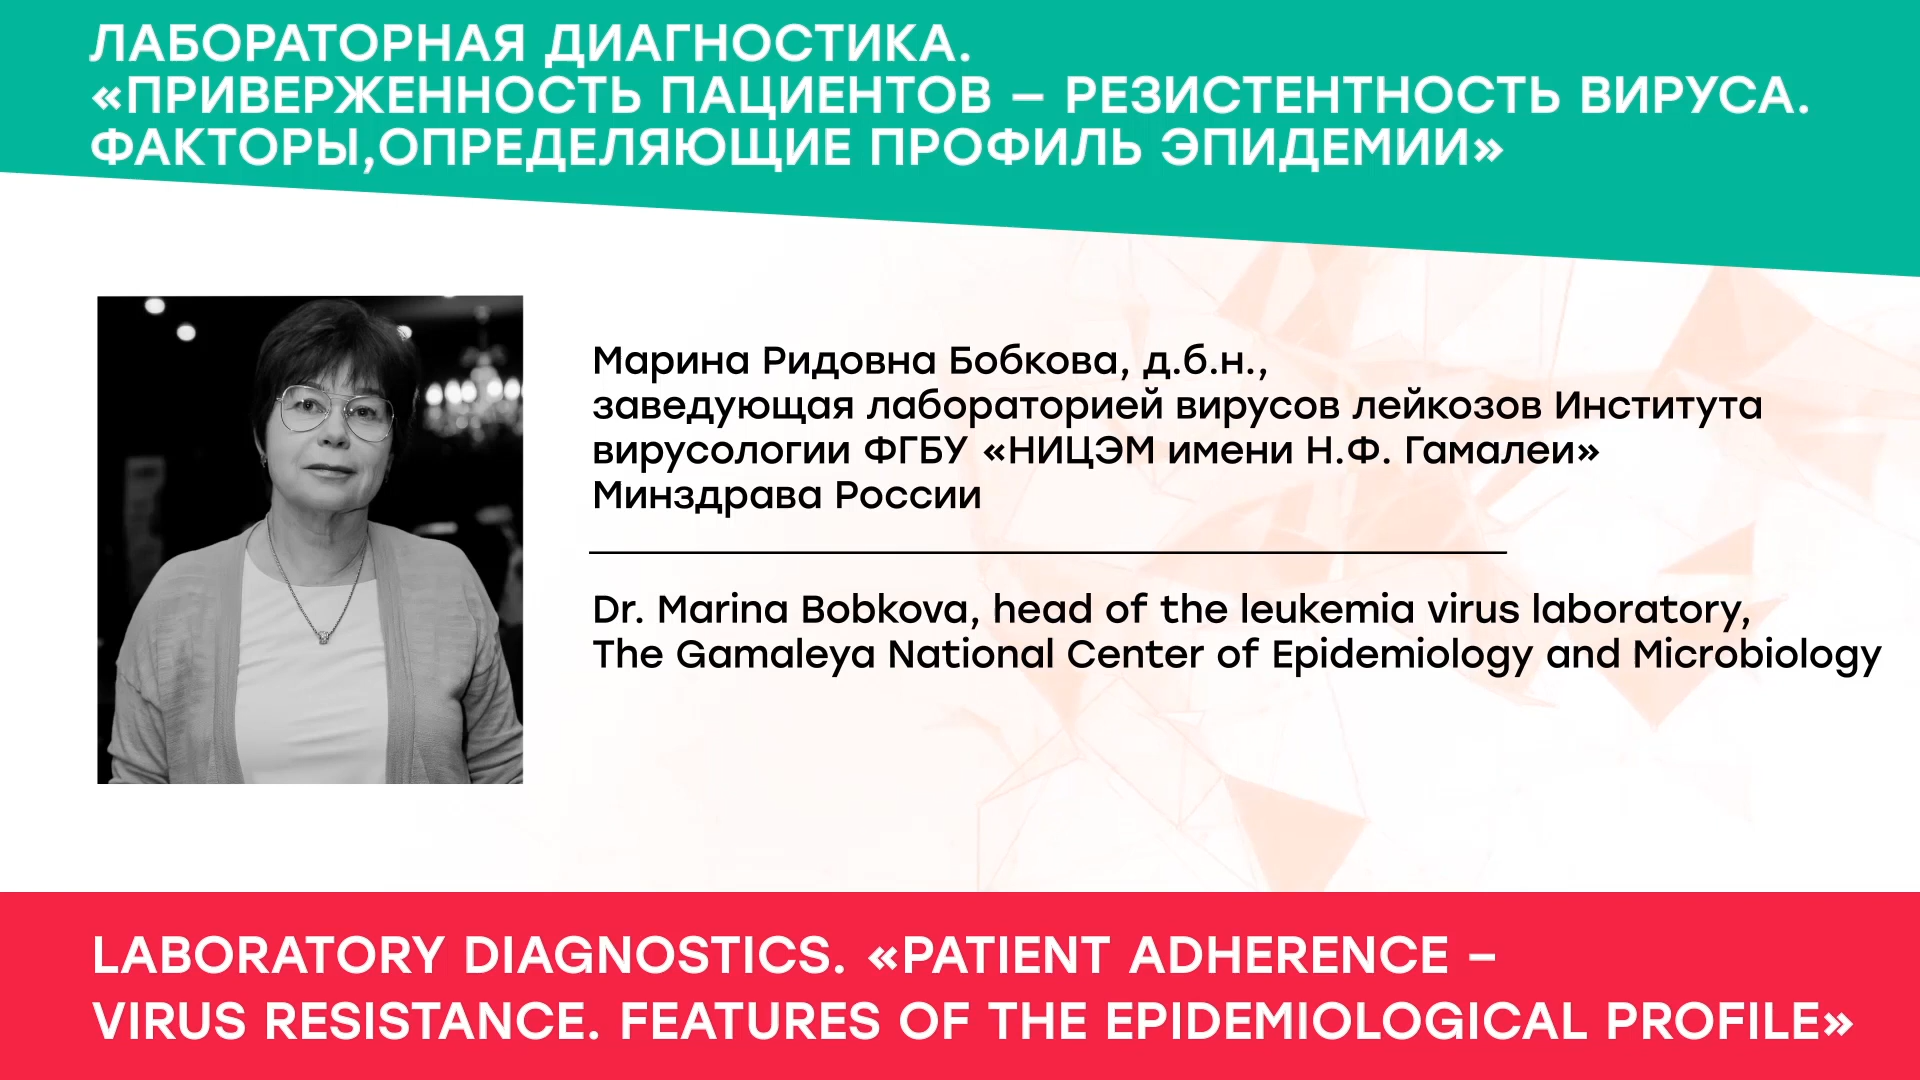 ЛАБОРАТОРНАЯ ДИАГНОСТИКА.
«ПРИВЕРЖЕННОСТЬ ПАЦИЕНТОВ – РЕЗИСТЕНТНОСТЬ ВИРУСА.
ФАКТОРЫ,ОПРЕДЕЛЯЮЩИЕ ПРОФИЛЬ ЭПИДЕМИИ»
Марина Ридовна Бобкова, д.б.н.,
заведующая лабораторией вирусов лейкозов Института
вирусологии ФГБУ «НИЦЭМ имени Н.Ф. Гамалеи»
Минздрава России
Dr. Marina Bobkova, head of the leukemia virus laboratory,
The Gamaleya National Center of Epidemiology and Microbiology
LABORATORY DIAGNOSTICS. «PATIENT ADHERENCE –
VIRUS RESISTANCE. FEATURES OF THE EPIDEMIOLOGICAL PROFILE»